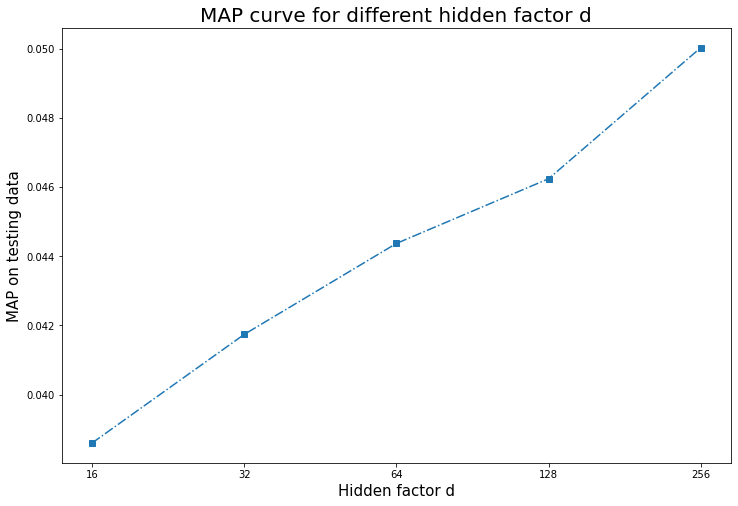 MAP curve for different hidden factor d
0.050
0.048
0.046
0.044
0.042
0.040
MAP on testing data
16 32 64 128 256
Hidden factor d